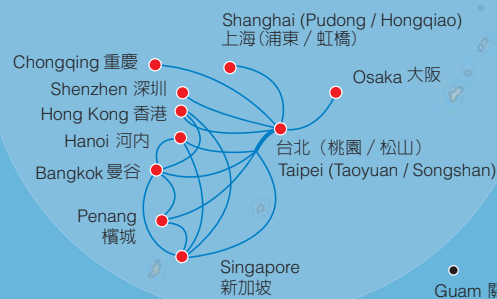 Shanghai (Pudong / Hongqiao)
上海(浦東 / 虹橋)
Chongqing 重慶
Osaka 大阪
Shenzhen 深圳
Hong Kong 香港
Hanoi 河内
台北（桃園 / 松山）
Taipei (Taoyuan / Songshan)
Bangkok 曼谷
Penang
檳城
Singapore
新加坡
Guam 關